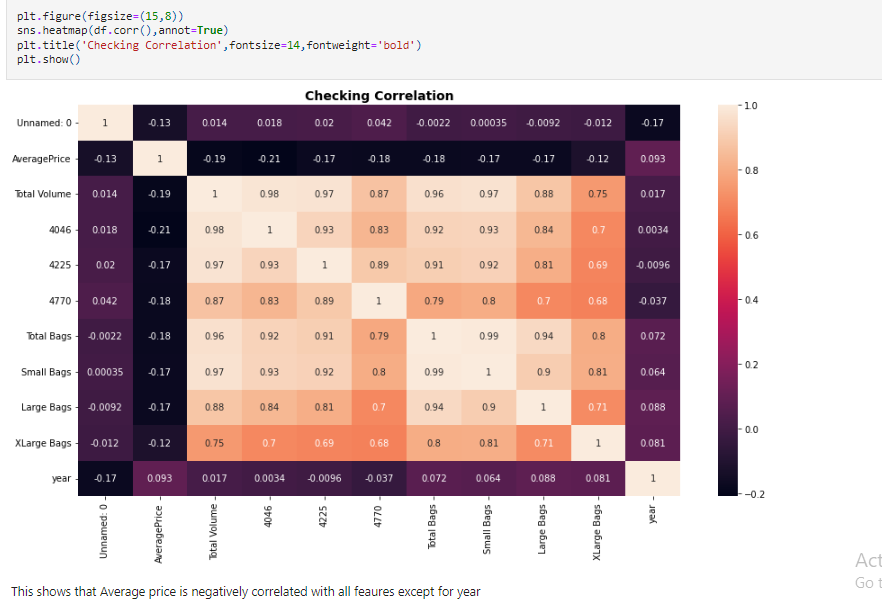 plt.figure(figsize=(15,8))
sns.heatmap(df.corr(),annot=True)
plt.title('Checking Correlation',fontsize=14,fontweight='bold')
plt.show()
Checking Correlation
Unnamed: 0 1 -0.13 0.014 0.018 0.02 0.042 -0.0022 0.00035 -0.0092 -0.012 -0.17
AveragePrice -0.13 1 -0.19 -0.21 -0.17 -0.18 -0.18 -0.17 -0.17 -0.12 0.093
Total Volume 0.014 -0.19 1 0.98 0.97 0.87 0.96 0.97 0.88 0.75 0.017
4046 0.018 -0.21 0.98 1 0.93 0.83 0.92 0.93 0.84 0.7 0.0034
4225 0.02 -0.17 0.97 0.93 1 0.89 0.91 0.92 0.81 0.69 -0.0096
4770 0.042 -0.18 0.87 0.83 0.89 1 0.79 0.8 0.7 0.68 -0.037
Total Bags -0.0022 -0.18 0.96 0.92 0.91 0.79 1 0.99 0.94 0.8 0.072
Small Bags 0.00035 -0.17 0.97 0.93 0.92 0.8 0.99 1 0.9 0.81 0.064
Large Bags -0.0092 -0.17 0.88 0.84 0.81 0.7 0.94 0.9 1 0.71 0.088
XLarge Bags -0.012 -0.12 0.75 0.7 0.69 0.68 0.8 0.81 0.71 1 0.081
year -0.17 0.093 0.017 0.0034 -0.0096 -0.037 0.072 0.064 0.088 0.081 1
Unnamed: 0 AveragePrice Total Volume 4046 4225 4770 Total Bags Small Bags Large Bags XLarge Bags year
1.0
0.8
0.6
0.4
0.2
0.0
−0.2
Act
Go t
This shows that Average price is negatively correlated with all feaures except for year